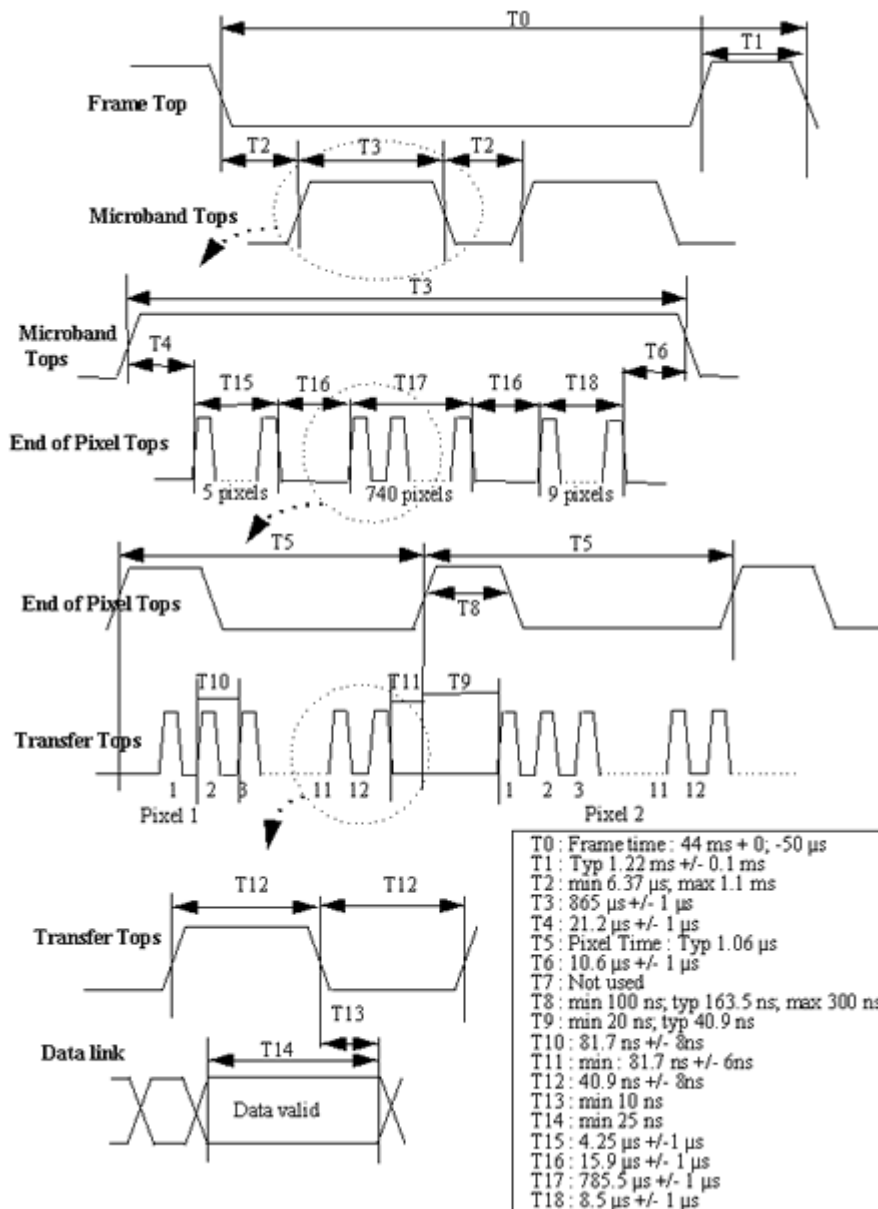 T0
T1
Frame Top
T2
T3
T2
Microband Tops
T3
Microband
Tops
T4
T6
T15
T16
T17
T16
T18
End of Pixel Tops
5 pixels
740 pixels
9 pixels
T5
T5
End of Pixel Tops
T8
T10
T11
T9
Transfer Tops
1
2
3
11
12
1
2
3
11
12
Pixel 1
Pixel 2
T12
T12
Transfer Tops
T13
Data link
T14
Data valid
T0 : Frame time : 44 ms + 0; -50 µs
T1 : Typ 1.22 ms +/- 0.1 ms
T2 : min 6.37 µs; max 1.1 ms
T3 : 865 µs +/- 1 µs
T4 : 21.2 µs +/- 1 µs
T5 : Pixel Time : Typ 1.06 µs
T6 : 10.6 µs +/- 1 µs
T7 : Not used
T8 : min 100 ns; typ 163.5 ns; max 300 ns
T9 : min 20 ns; typ 40.9 ns
T10 : 81.7 ns +/- 8ns
T11 : min : 81.7 ns +/- 6ns
T12 : 40.9 ns +/- 8ns
T13 : min 10 ns
T14 : min 25 ns
T15 : 4.25 µs +/-1 µs
T16 : 15.9 µs +/- 1 µs
T17 : 785.5 µs +/- 1 µs
T18 : 8.5 µs +/- 1 µs